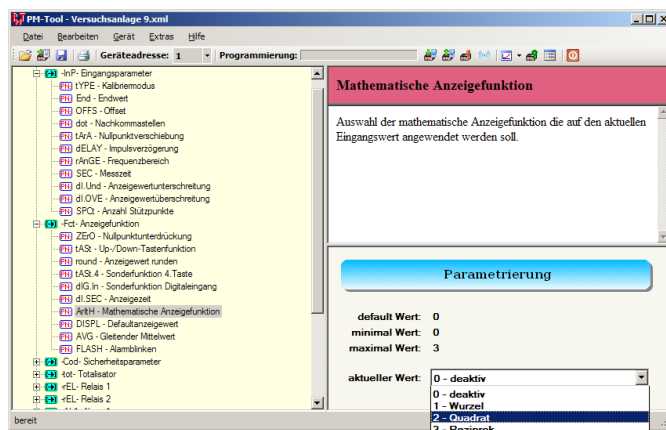 PM-Tool - Versuchsanlage 9.xml
Datei Bearbeiten Gerät Extras Hilfe
Geräteadresse: 1 Programmierung:
-InP- Eingangsparameter
tYPE - Kalibriermodus
End - Endwert
OFFS - Offset
dot - Nachkommastellen
tArA - Nullpunktverschiebung
dELAY - Impulsverzögerung
rAnGE - Frequenzbereich
SEC - Messzeit
dI.Und - Anzeigewertunterschreitung
dI.OVE - Anzeigewertüberschreitung
SPCt - Anzahl Stützpunkte
-Fct- Anzeigefunktion
ZErO - Nullpunktunterdrückung
tASt - Up-/Down-Tastenfunktion
round - Anzeigewert runden
tASt.4 - Sonderfunktion 4.Taste
dIG.In - Sonderfunktion Digitaleingang
dI.SEC - Anzeigezeit
ArItH - Mathematische Anzeigefunktion
DISPL - Defaultanzeigewert
AVG - Gleitender Mittelwert
FLASH - Alarmblinken
-Cod- Sicherheitsparameter
-tot- Totalisator
-rEL- Relais 1
-rEL- Relais 2
Mathematische Anzeigefunktion
Auswahl der mathematische Anzeigefunktion die auf den aktuellen
Eingangswert angewendet werden soll.
Parametrierung
default Wert: 0
minimal Wert: 0
maximal Wert: 3
aktueller Wert: 0 - deaktiv
0 - deaktiv
1 - Wurzel
2 - Quadrat
3 - Reziprok
bereit